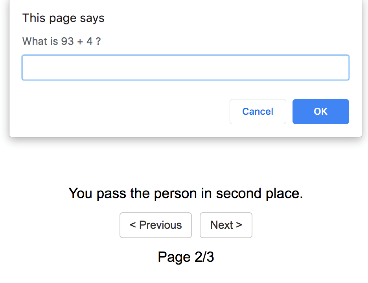 This page says
What is 93 + 4 ?
Cancel OK
You pass the person in second place.
< Previous Next >
Page 2/3